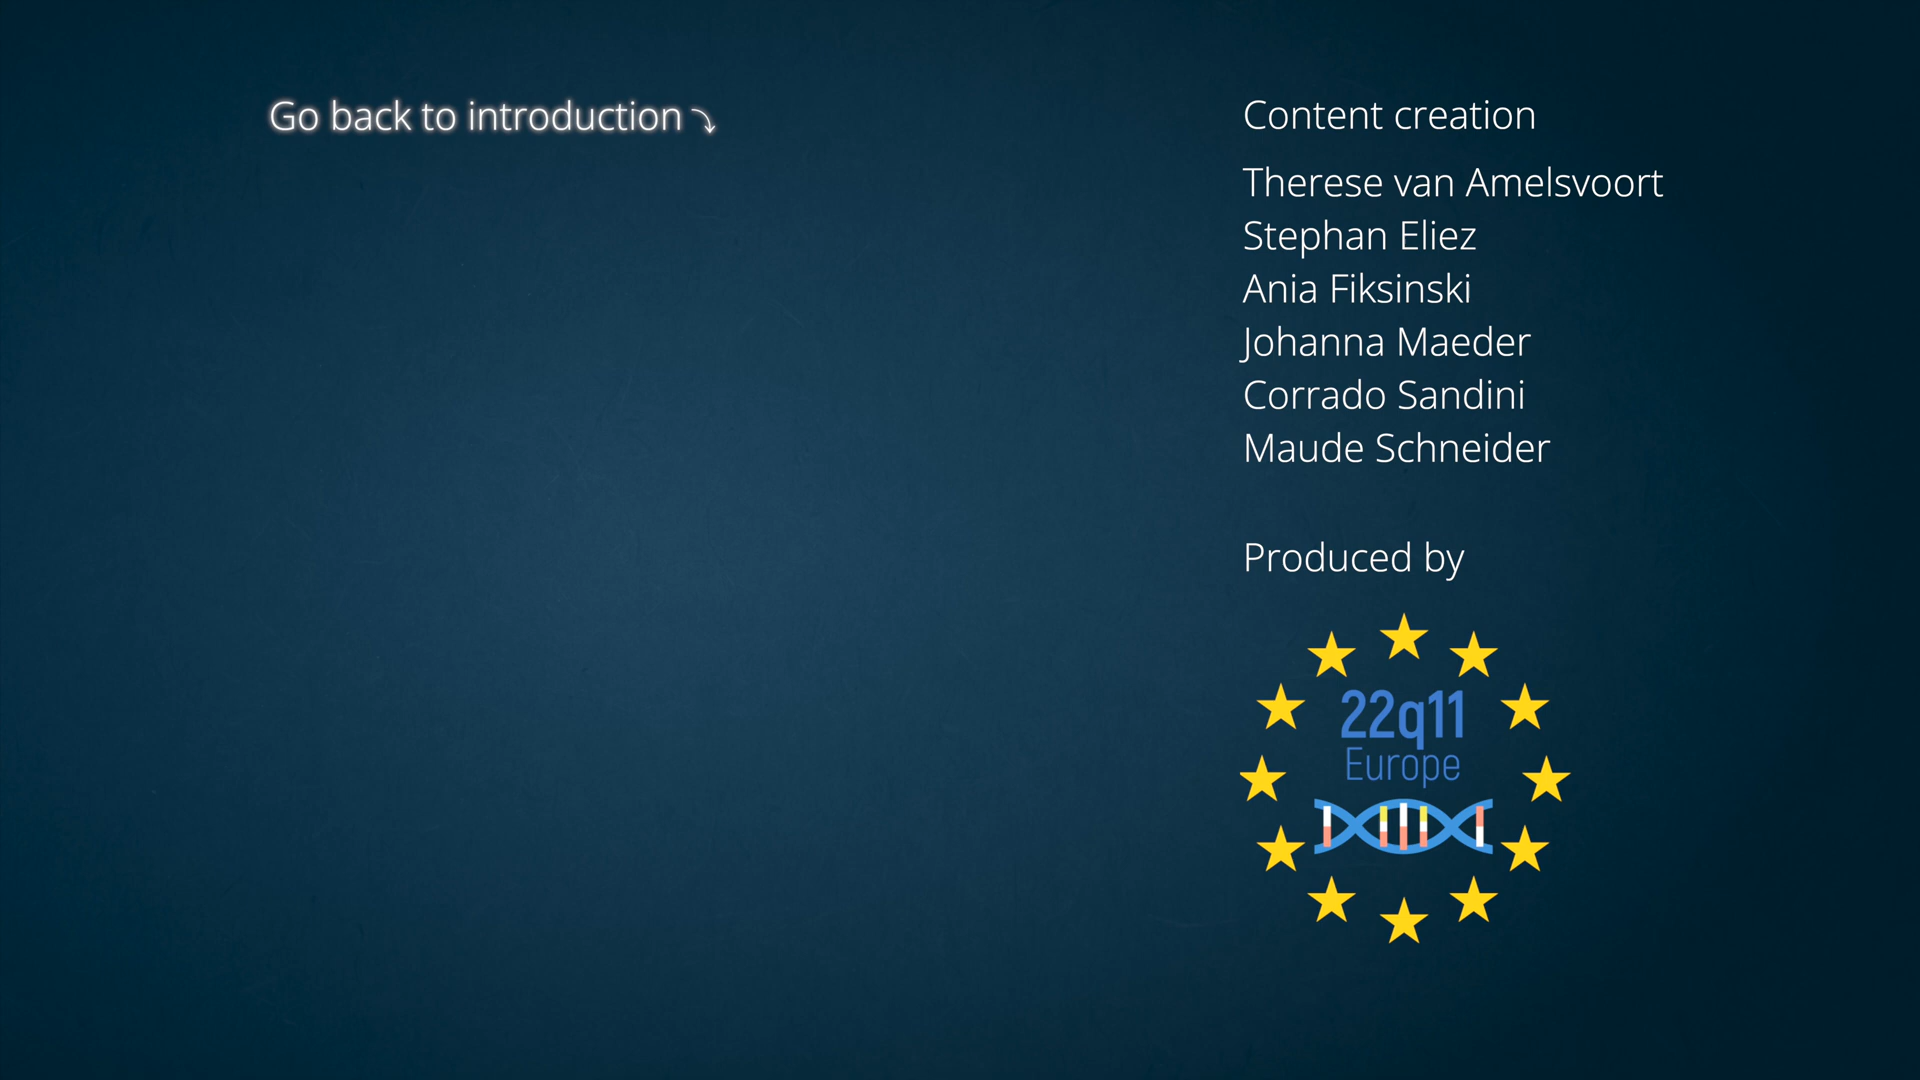 Go back to introduction
Content creation
Therese van Amelsvoort
Stephan Eliez
Ania Fiksinski
Johanna Maeder
Corrado Sandini
Maude Schneider
Produced by
22q11
Europe